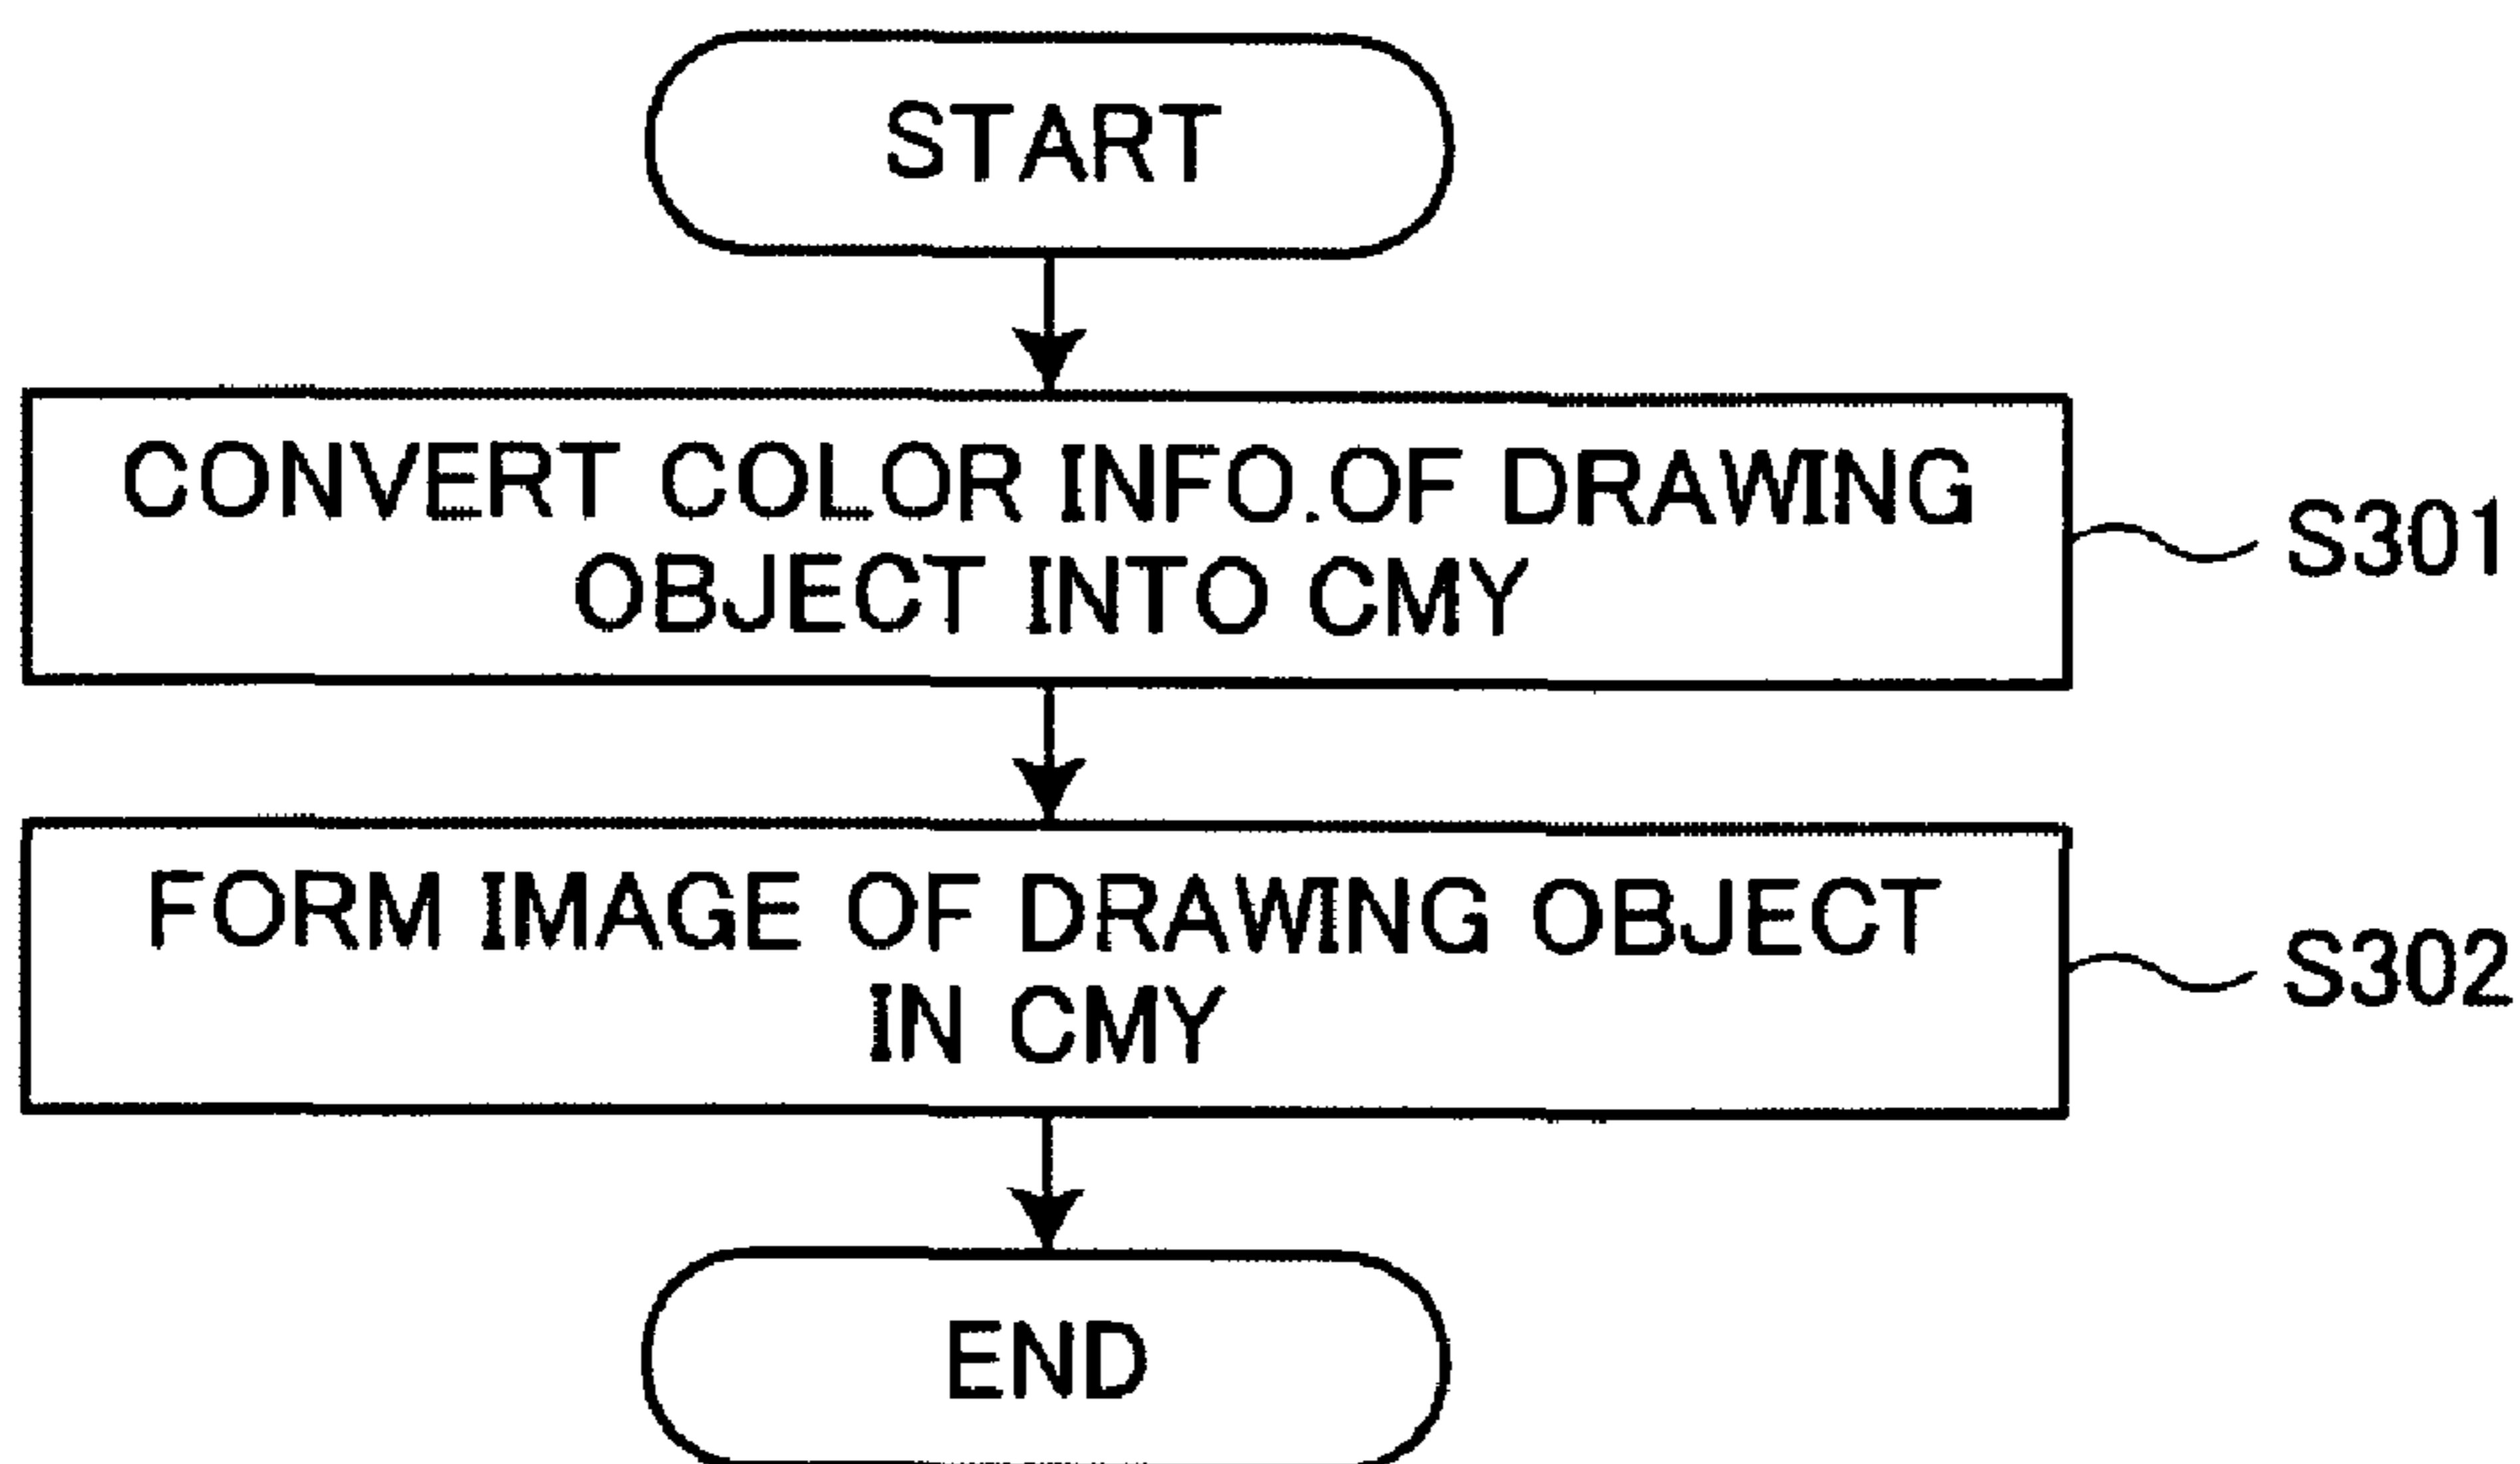 START
CONVERT COLOR INFO.OF DRAWING
OBJECT INTO CMY
S301
FORM IMAGE OF DRAWING OBJECT
IN CMY
S302
END